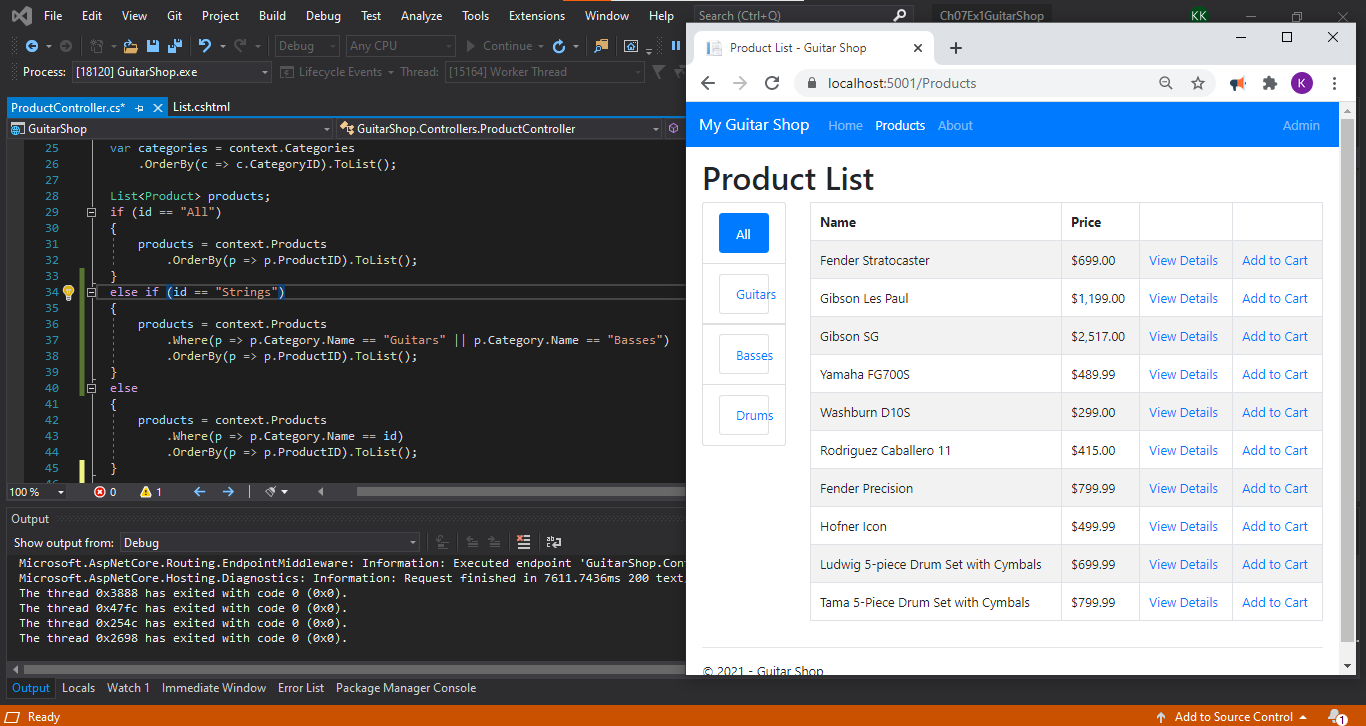 File Edit View Git Project Build Debug Test Analyze Tools Extensions Window Help Search (Ctrl+Q) Ch07Ex1GuitarShop KK
Debug Any CPU Continue
Process: [18120] GuitarShop.exe Lifecycle Events Thread: [15164] Worker Thread
ProductController.cs* List.cshtml
GuitarShop GuitarShop.Controllers.ProductController
25 var categories = context.Categories
26 .OrderBy(c => c.CategoryID).ToList();
27
28 List<Product> products;
29 if (id == "All")
30 {
31 products = context.Products
32 .OrderBy(p => p.ProductID).ToList();
33 }
34 else if (id == "Strings")
35 {
36 products = context.Products
37 .Where(p => p.Category.Name == "Guitars" || p.Category.Name == "Basses")
38 .OrderBy(p => p.ProductID).ToList();
39 }
40 else
41 {
42 products = context.Products
43 .Where(p => p.Category.Name == id)
44 .OrderBy(p => p.ProductID).ToList();
45 }
100 % 0 1
Output
Show output from: Debug
Microsoft.AspNetCore.Routing.EndpointMiddleware: Information: Executed endpoint 'GuitarShop.Con
Microsoft.AspNetCore.Hosting.Diagnostics: Information: Request finished in 7611.7436ms 200 text/
The thread 0x3888 has exited with code 0 (0x0).
The thread 0x47fc has exited with code 0 (0x0).
The thread 0x254c has exited with code 0 (0x0).
The thread 0x2698 has exited with code 0 (0x0).
Output Locals Watch 1 Immediate Window Error List Package Manager Console
Ready Add to Source Control 1
Product List - Guitar Shop
localhost:5001/Products K
My Guitar Shop Home Products About Admin
Product List
All
Guitars
Basses
Drums
Name Price
Fender Stratocaster $699.00 View Details Add to Cart
Gibson Les Paul $1,199.00 View Details Add to Cart
Gibson SG $2,517.00 View Details Add to Cart
Yamaha FG700S $489.99 View Details Add to Cart
Washburn D10S $299.00 View Details Add to Cart
Rodriguez Caballero 11 $415.00 View Details Add to Cart
Fender Precision $799.99 View Details Add to Cart
Hofner Icon $499.99 View Details Add to Cart
Ludwig 5-piece Drum Set with Cymbals $699.99 View Details Add to Cart
Tama 5-Piece Drum Set with Cymbals $799.99 View Details Add to Cart
© 2021 - Guitar Shop